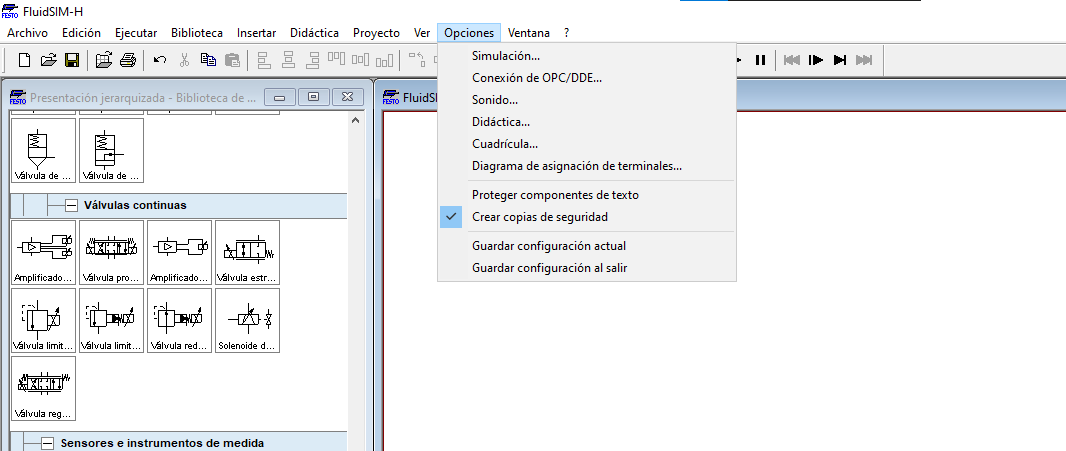 FESTO FluidSIM-H
Archivo Edición Ejecutar Biblioteca Insertar Didáctica Proyecto Ver Opciones Ventana ?
Simulación...
Conexión de OPC/DDE...
Sonido...
Didáctica...
Cuadrícula...
Diagrama de asignación de terminales...
Proteger componentes de texto
Crear copias de seguridad
Guardar configuración actual
Guardar configuración al salir
FESTO Presentación jerarquizada - Biblioteca de ...
FESTO FluidSI
Válvula de ... Válvula de ...
Válvulas continuas
Amplificado... Válvula pro... Amplificado... Válvula estr...
Válvula limit... Válvula limit... Válvula red... Solenoide d...
Válvula reg...
Sensores e instrumentos de medida